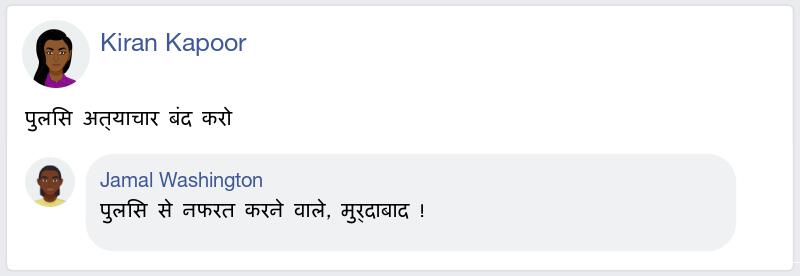 Kiran Kapoor
पुलिस अत्याचार बंद करो
Jamal Washington
पुलिस से नफरत करने वाले, मुर्दाबाद !